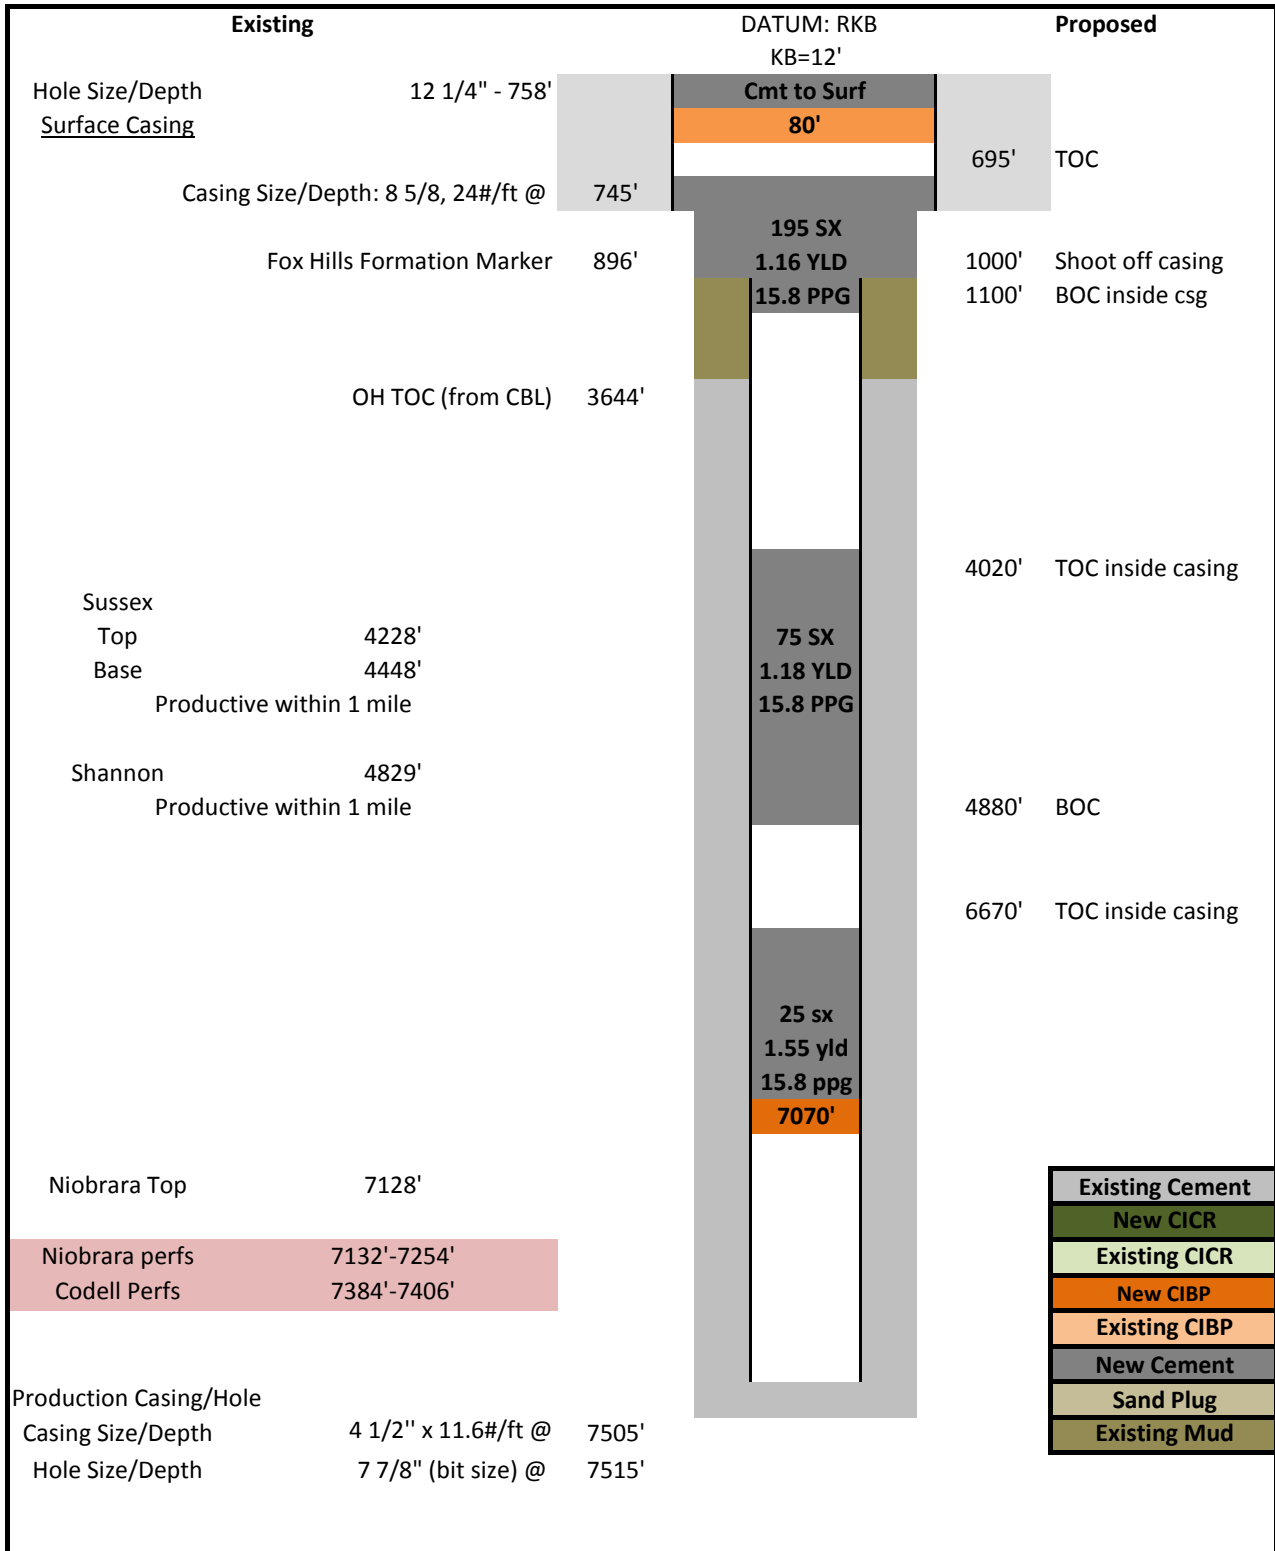 Existing DATUM: RKB Proposed
KB=12'
Hole Size/Depth 12 1/4" - 758' Cmt to Surf
Surface Casing 80'
695' TOC
Casing Size/Depth: 8 5/8, 24#/ft @ 745'
195 SX
Fox Hills Formation Marker 896' 1.16 YLD 1000' Shoot off casing
15.8 PPG 1100' BOC inside csg
OH TOC (from CBL) 3644'
4020' TOC inside casing
Sussex
Top 4228' 75 SX
Base 4448' 1.18 YLD
Productive within 1 mile 15.8 PPG
Shannon 4829'
Productive within 1 mile 4880' BOC
6670' TOC inside casing
25 sx
1.55 yld
15.8 ppg
7070'
Niobrara Top 7128' Existing Cement
New CICR
Niobrara perfs 7132'-7254' Existing CICR
Codell Perfs 7384'-7406' New CIBP
Existing CIBP
New Cement
Production Casing/Hole Sand Plug
Casing Size/Depth 4 1/2'' x 11.6#/ft @ 7505' Existing Mud
Hole Size/Depth 7 7/8" (bit size) @ 7515'